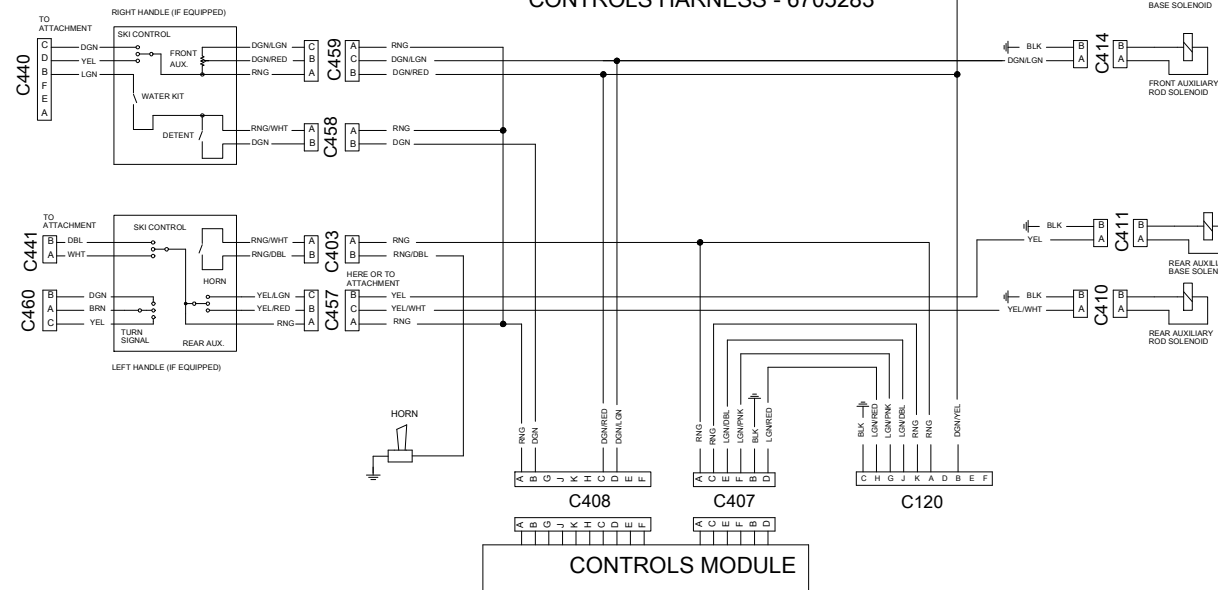 CONTROLS HARNESS - 6705283
BASE SOLENOID
RIGHT HANDLE (IF EQUIPPED)
TO
ATTACHMENT
C440
C
D
B
F
E
A
DGN
YEL
LGN
SKI CONTROL
FRONT
AUX.
WATER KIT
DETENT
DGN/LGN
DGN/RED
RNG
C
B
A
C459
A
C
B
RNG
DGN/LGN
DGN/RED
RNG/WHT
DGN
A
B
C458
A
B
RNG
DGN
BLK
DGN/LGN
B
A
C414
B
A
FRONT AUXILIARY
ROD SOLENOID
TO
ATTACHMENT
C441
B
A
DBL
WHT
SKI CONTROL
HORN
RNG/WHT
RNG/DBL
A
B
C403
A
B
RNG
RNG/DBL
HERE OR TO
ATTACHMENT
C460
B
A
C
DGN
BRN
YEL
TURN
SIGNAL
REAR AUX.
YEL/LGN
YEL/RED
RNG
C
B
A
C457
B
C
A
YEL
YEL/WHT
RNG
LEFT HANDLE (IF EQUIPPED)
BLK
YEL
B
A
C411
B
A
REAR AUXILI
BASE SOLEN
BLK
YEL/WHT
B
A
C410
B
A
REAR AUXILIARY
ROD SOLENOID
HORN
RNG
DGN
DGN/RED
DGN/LGN
RNG
RNG
LGN/DBL
LGN/PNK
BLK
LGN/RED
BLK
LGN/RED
LGN/PNK
LGN/DBL
RNG
RNG
DGN/YEL
A B G J K H C D E F
C408
A C E F B D
C407
C H G J K A D B E F
C120
A B G J K H C D E F
A C E F B D
CONTROLS MODULE